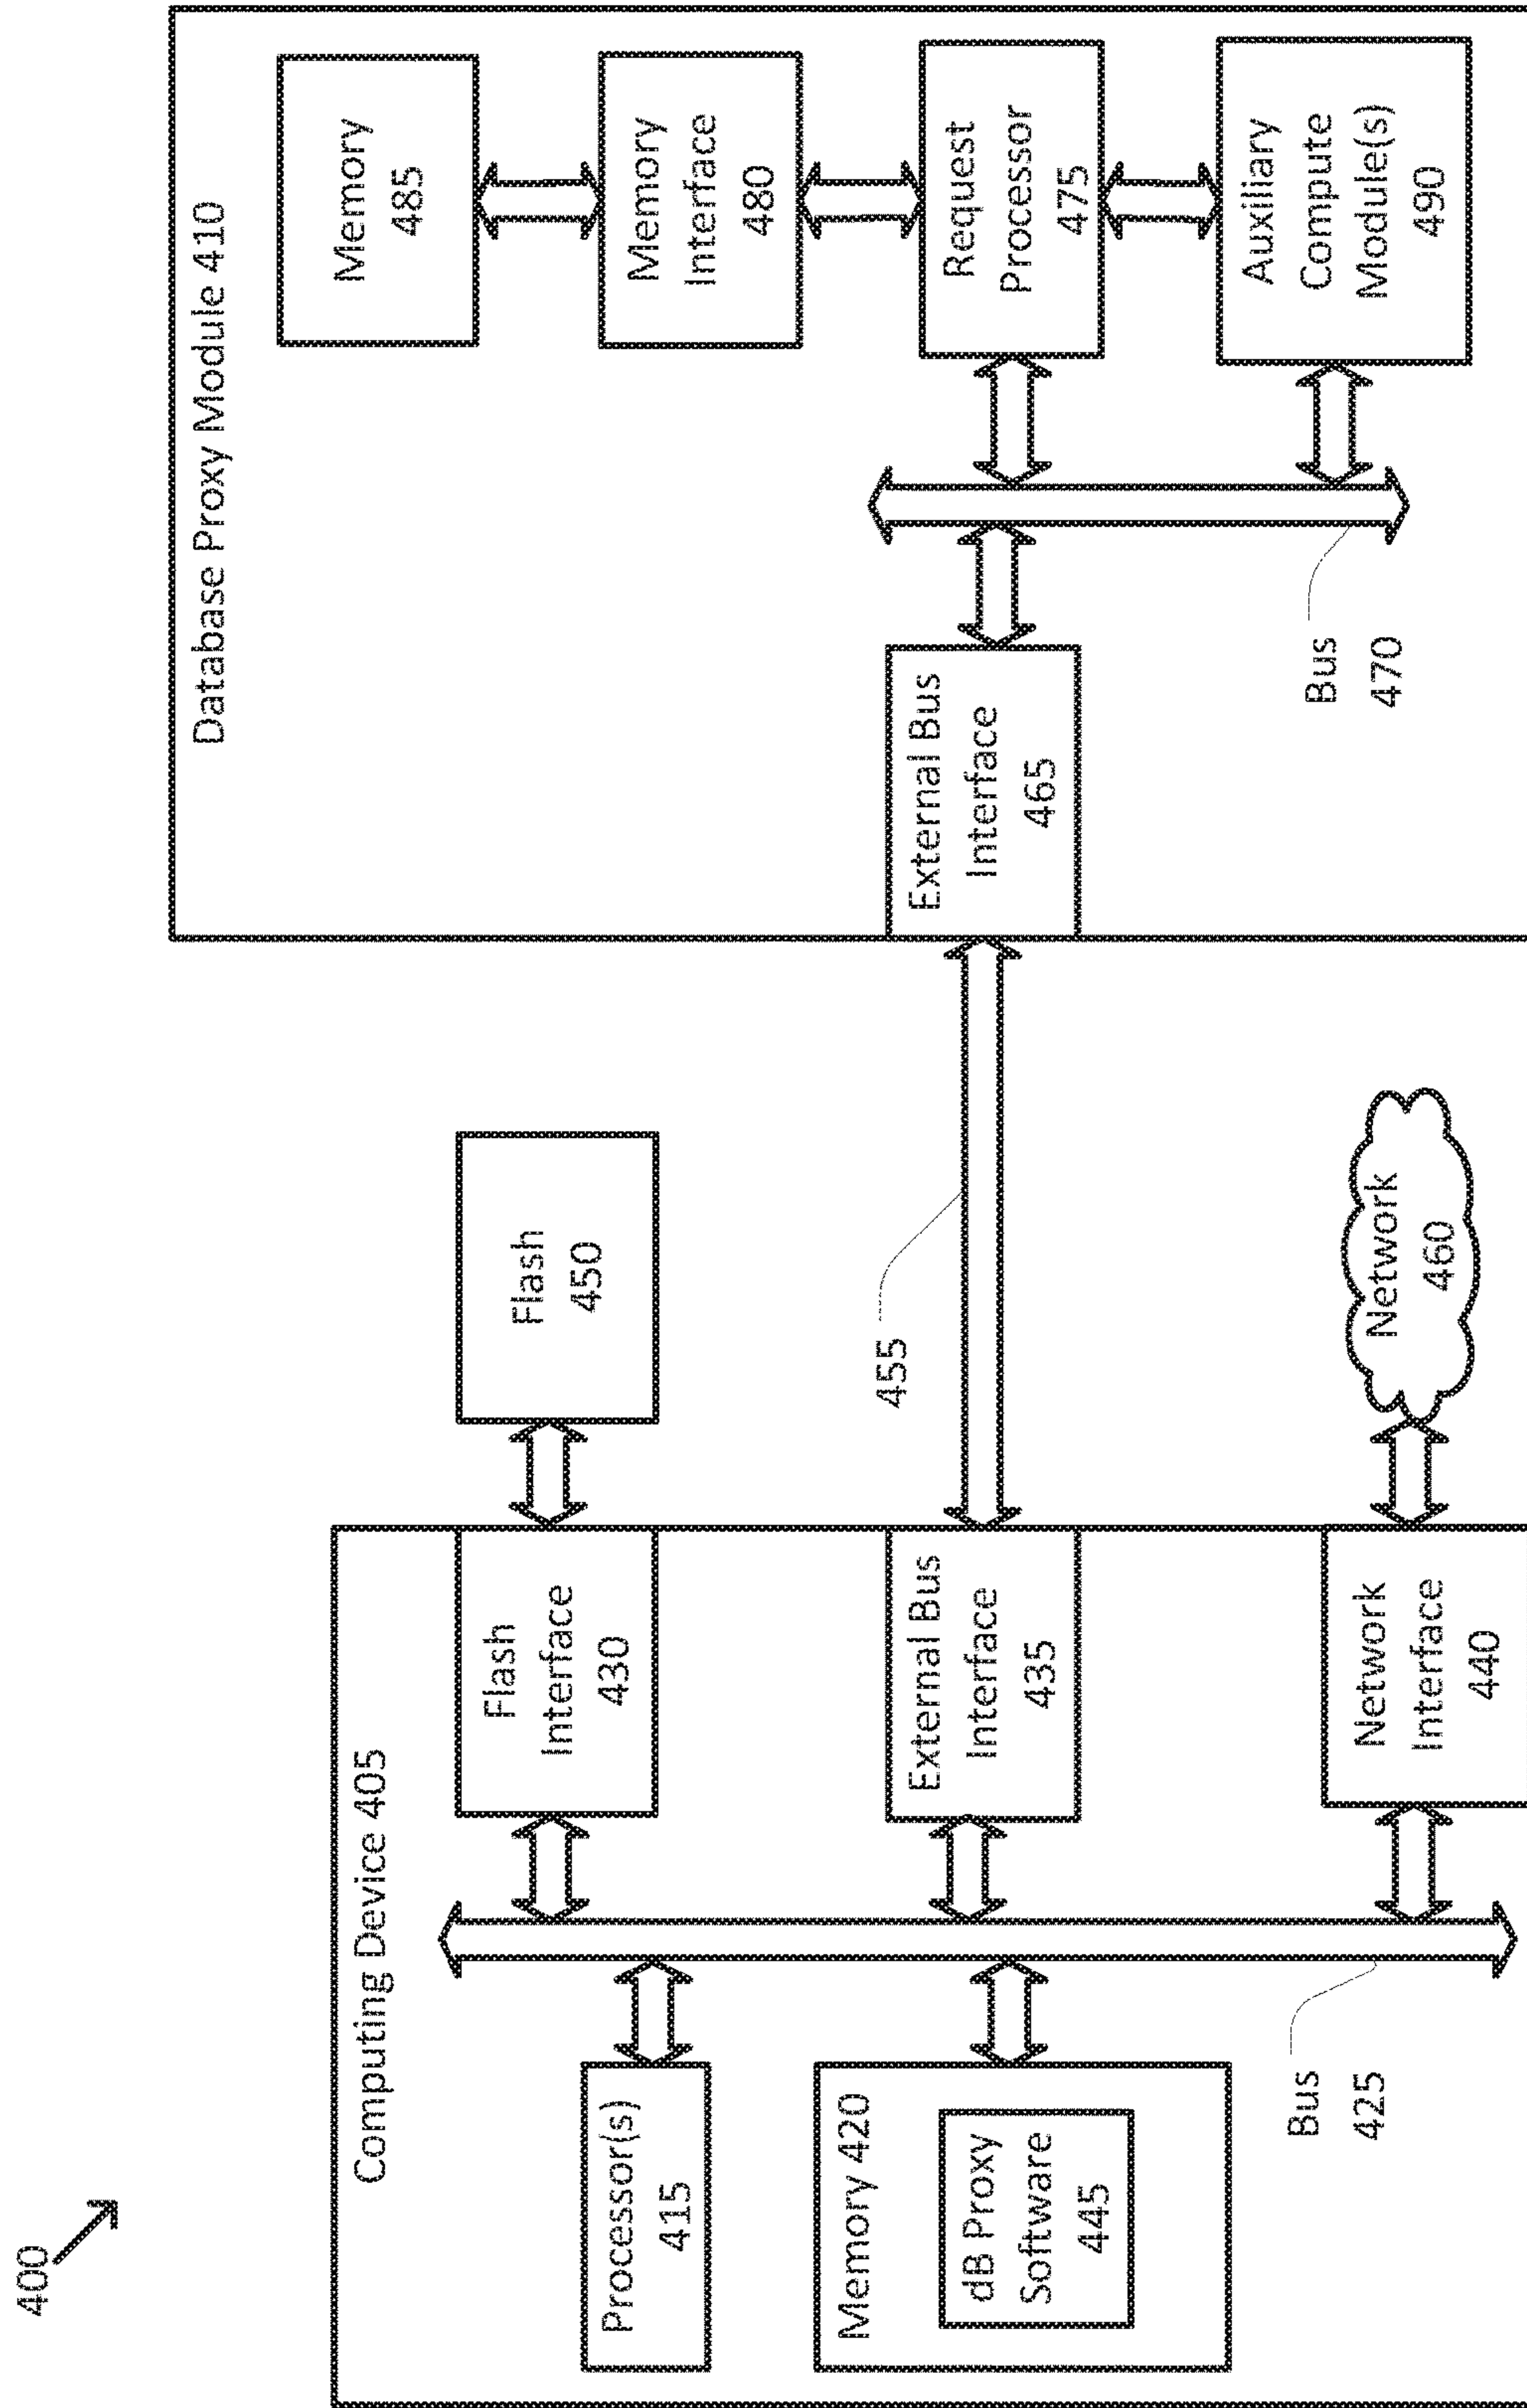 400
Computing Device 405
Processor(s)
415
Memory 420
dB Proxy
Software
445
Bus
425
Flash
Interface
430
External Bus
Interface
435
Network
Interface
440
Flash
450
455
Network
460
Database Proxy Module 410
External Bus
Interface
465
Bus
470
Memory
485
Memory
Interface
480
Request
Processor
475
Auxiliary
Compute
Module(s)
490